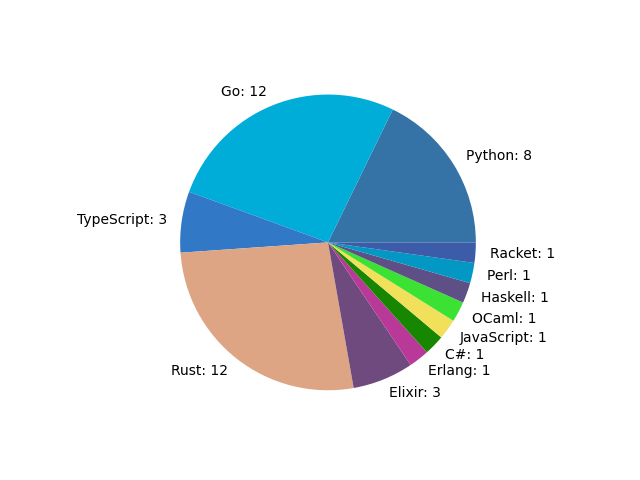 Go: 12
Python: 8
TypeScript: 3
Racket: 1
Perl: 1
Haskell: 1
OCaml: 1
JavaScript: 1
C#: 1
Rust: 12
Erlang: 1
Elixir: 3